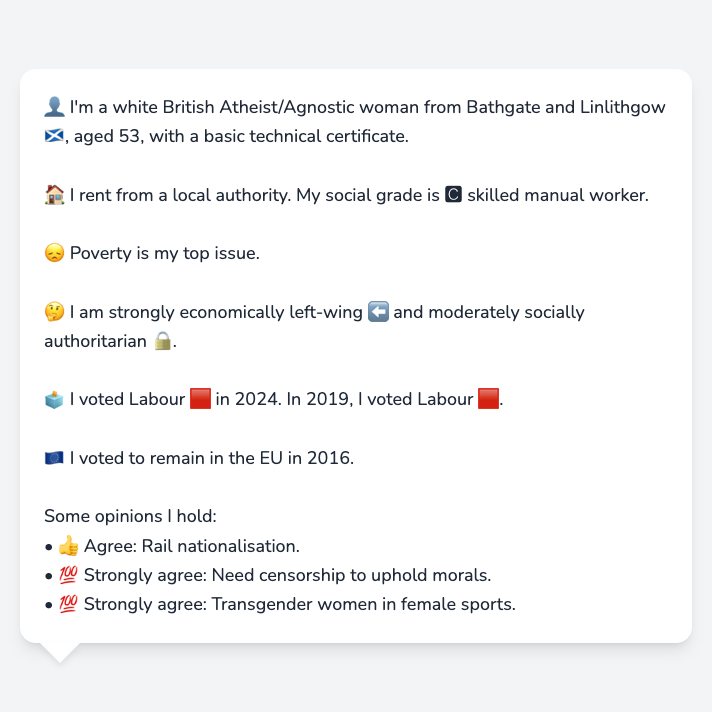 👤 I'm a white British Atheist/Agnostic woman from Bathgate and Linlithgow
🏴󠁧󠁢󠁳󠁣󠁴󠁿, aged 53, with a basic technical certificate.
🏠 I rent from a local authority. My social grade is 🅲 skilled manual worker.
😞 Poverty is my top issue.
🤔 I am strongly economically left-wing ⬅️ and moderately socially
authoritarian 🔒.
🗳️ I voted Labour 🟥 in 2024. In 2019, I voted Labour 🟥.
🇪🇺 I voted to remain in the EU in 2016.
Some opinions I hold:
• 👍 Agree: Rail nationalisation.
• 💯 Strongly agree: Need censorship to uphold morals.
• 💯 Strongly agree: Transgender women in female sports.